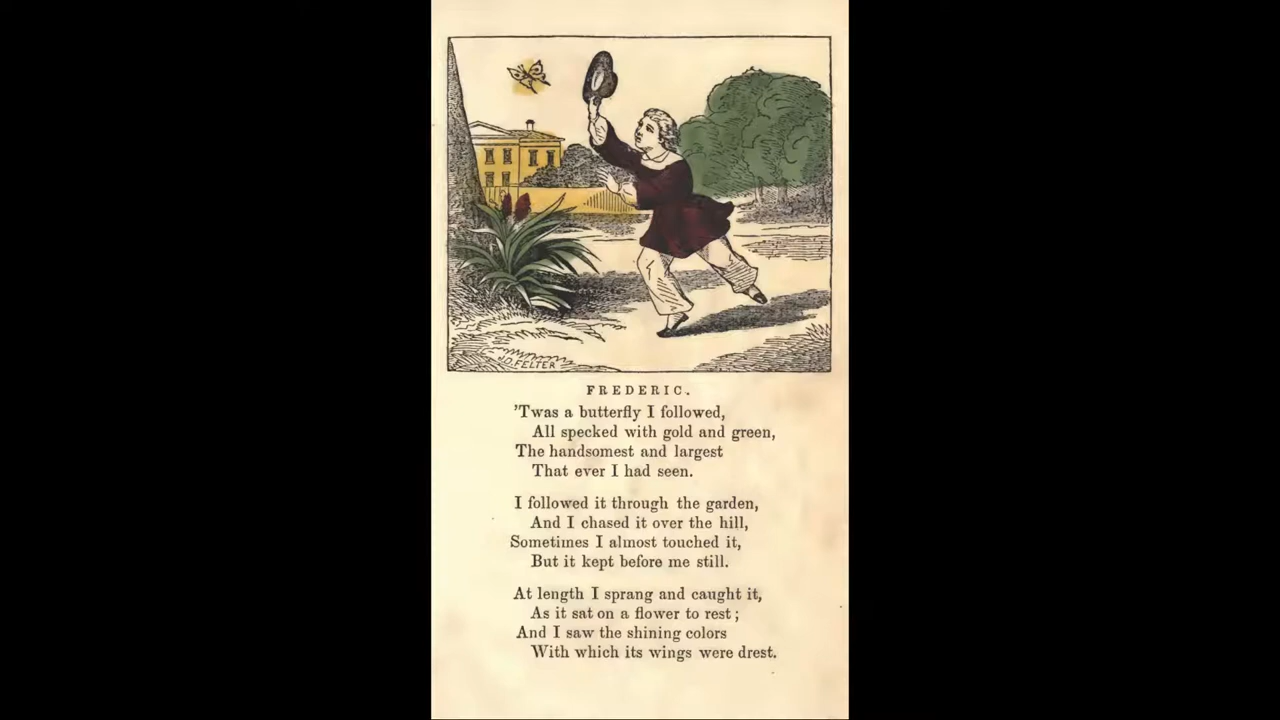 J.D. FELTER
FREDERIC.
'Twas a butterfly I followed,
All specked with gold and green,
The handsomest and largest
That ever I had seen.
I followed it through the garden,
And I chased it over the hill,
Sometimes I almost touched it,
But it kept before me still.
At length I sprang and caught it,
As it sat on a flower to rest;
And I saw the shining colors
With which its wings were drest.